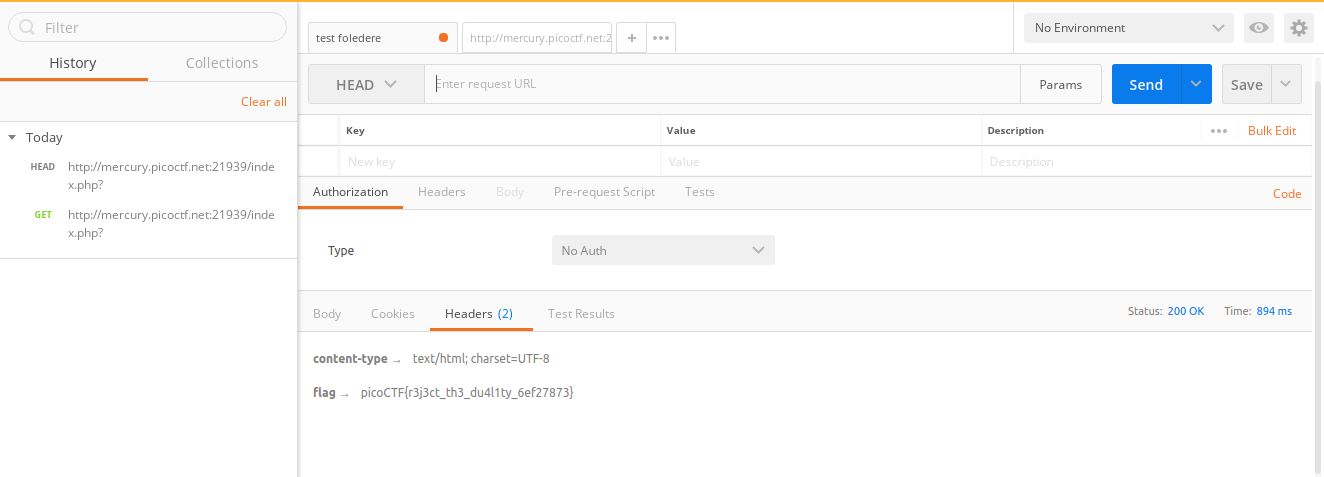 Filter
History
Collections
Clear all
Today
HEAD
http://mercury.picoctf.net:21939/inde
x.php?
GET
http://mercury.picoctf.net:21939/inde
x.php?
test foledere
http://mercury.picoctf.net:2
+
No Environment
HEAD
Enter request URL
Params
Send
Save
Key
Value
Description
Bulk Edit
New key
Value
Description
Authorization
Headers
Body
Pre-request Script
Tests
Code
Type
No Auth
Body
Cookies
Headers (2)
Test Results
Status: 200 OK
Time: 894 ms
content-type → text/html; charset=UTF-8
flag → picoCTF{r3j3ct_th3_du4l1ty_6ef27873}